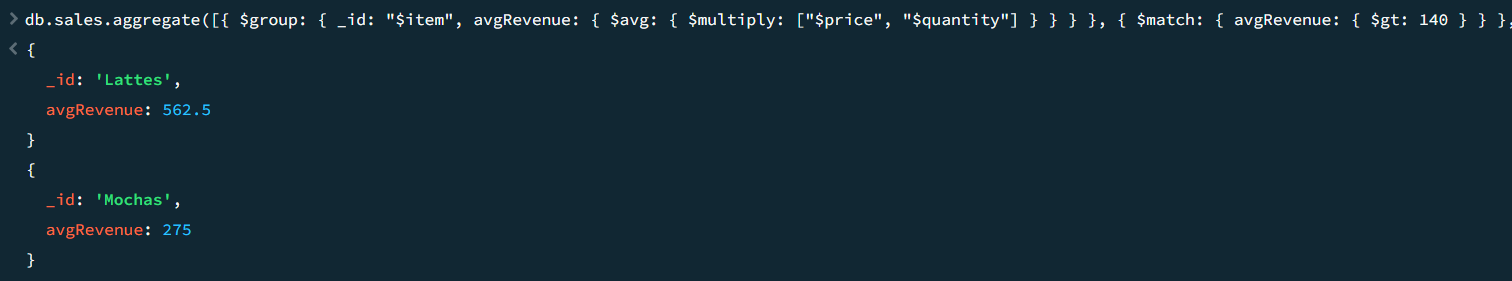 > db.sales.aggregate([{ $group: { _id: "$item", avgRevenue: { $avg: { $multiply: ["$price", "$quantity"] } } } }, { $match: { avgRevenue: { $gt: 140 } } },
< {
_id: 'Lattes',
avgRevenue: 562.5
}
{
_id: 'Mochas',
avgRevenue: 275
}